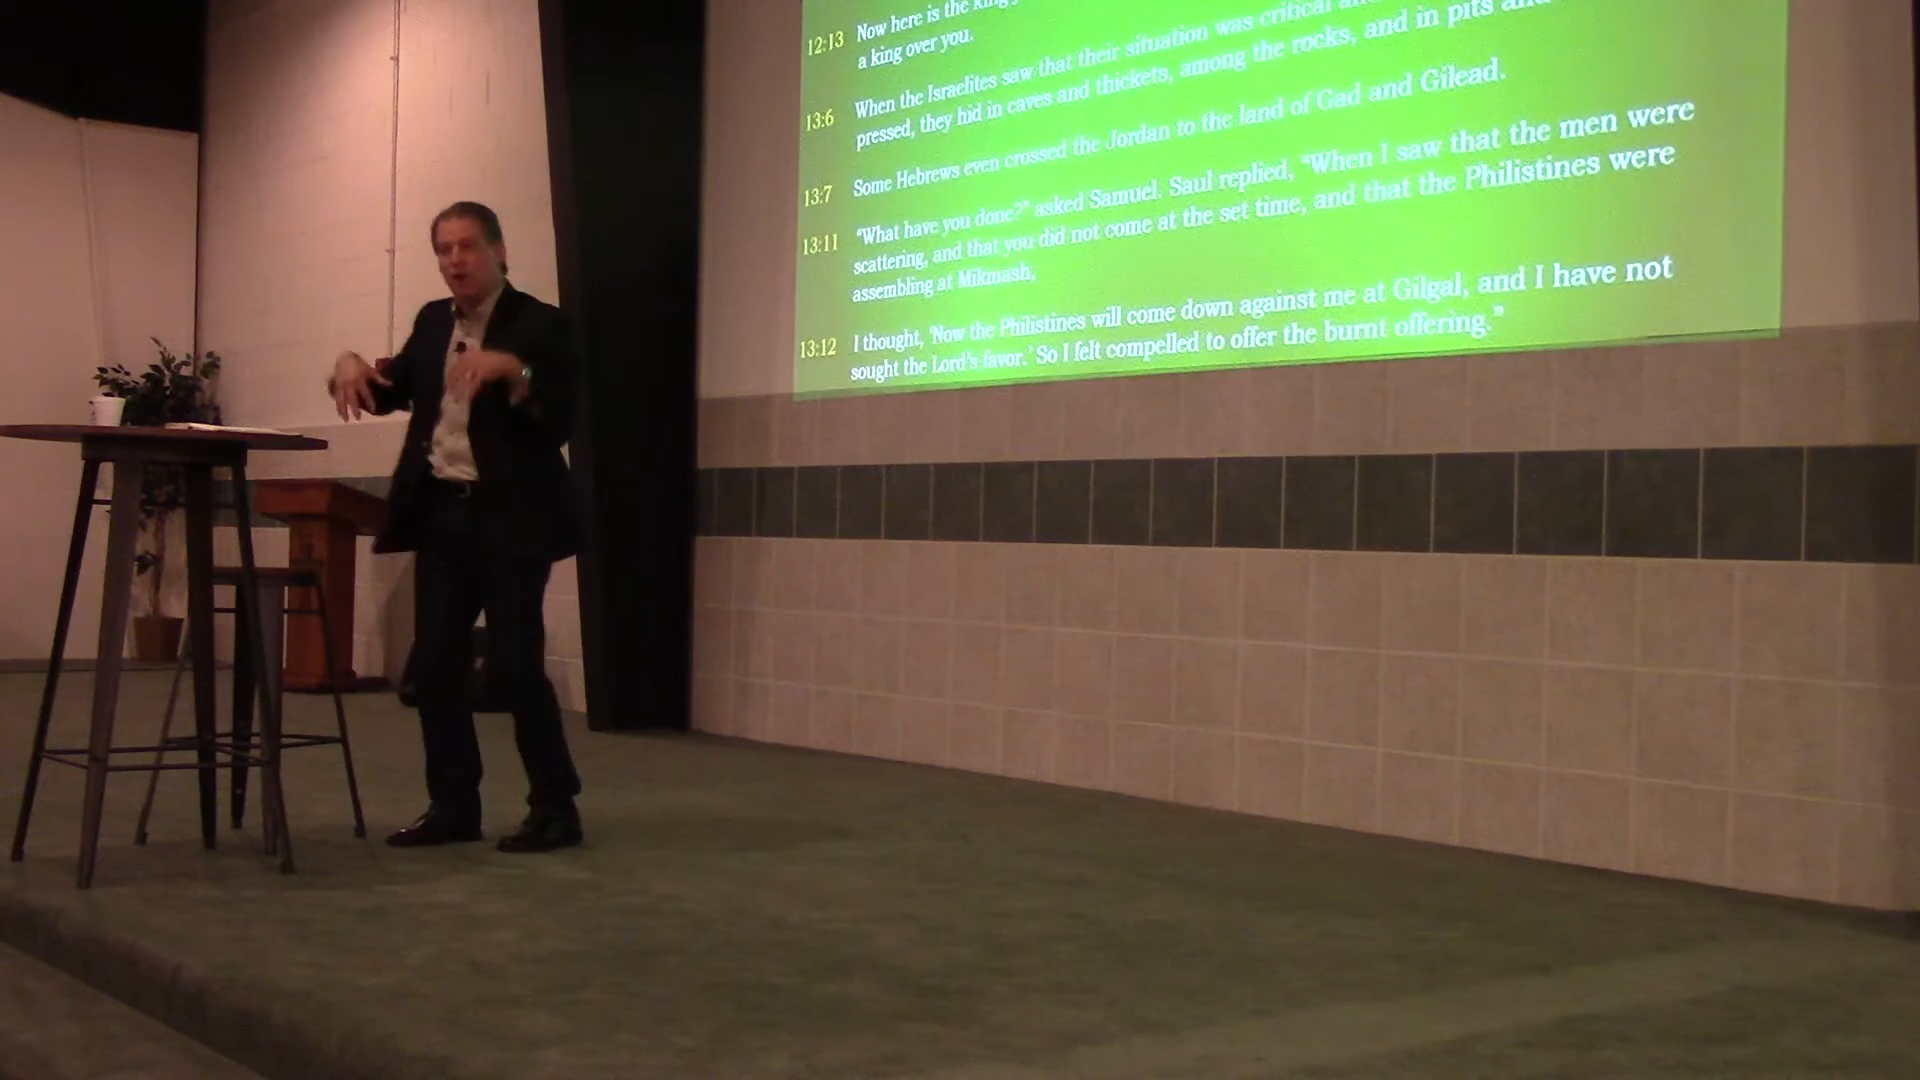 12:13 Now here is the king
a king over you.
13:6 When the Israelites saw that their situation was critical
pressed, they hid in caves and thickets, among the rocks, and in pits and
13:7 Some Hebrews even crossed the Jordan to the land of Gad and Gilead.
13:11 "What have you done?" asked Samuel. Saul replied, "When I saw that the men were
scattering, and that you did not come at the set time, and that the Philistines were
assembling at Mikmash,
13:12 I thought, 'Now the Philistines will come down against me at Gilgal, and I have not
sought the Lord's favor.' So I felt compelled to offer the burnt offering."